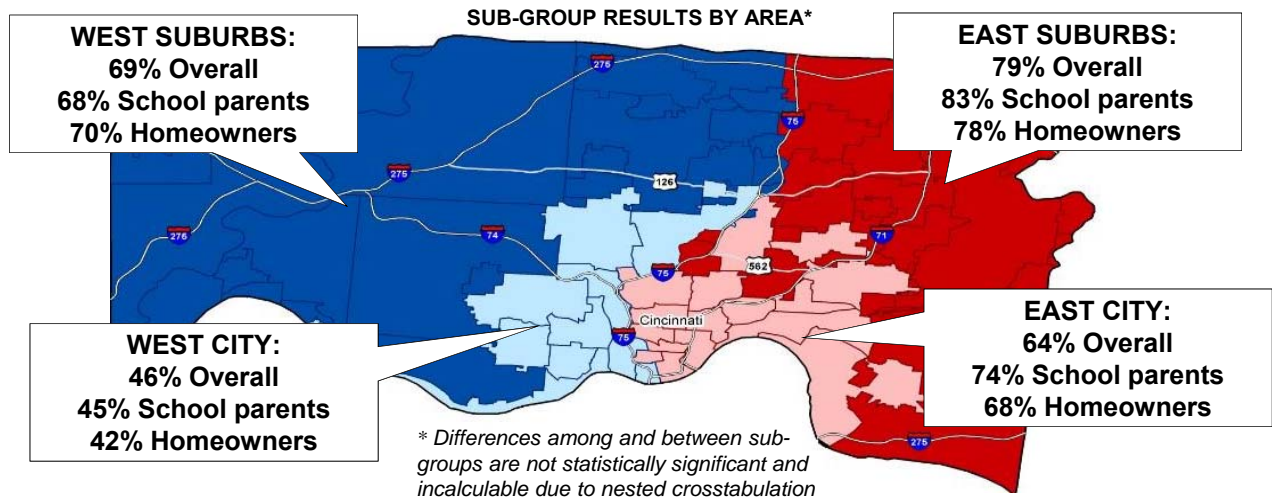 SUB-GROUP RESULTS BY AREA*
WEST SUBURBS:
69% Overall
68% School parents
70% Homeowners
EAST SUBURBS:
79% Overall
83% School parents
78% Homeowners
275
75
126
275
275
74
71
562
75
Cincinnati
75
WEST CITY:
46% Overall
45% School parents
42% Homeowners
EAST CITY:
64% Overall
74% School parents
68% Homeowners
275
* Differences among and between sub-
groups are not statistically significant and
incalculable due to nested crosstabulation